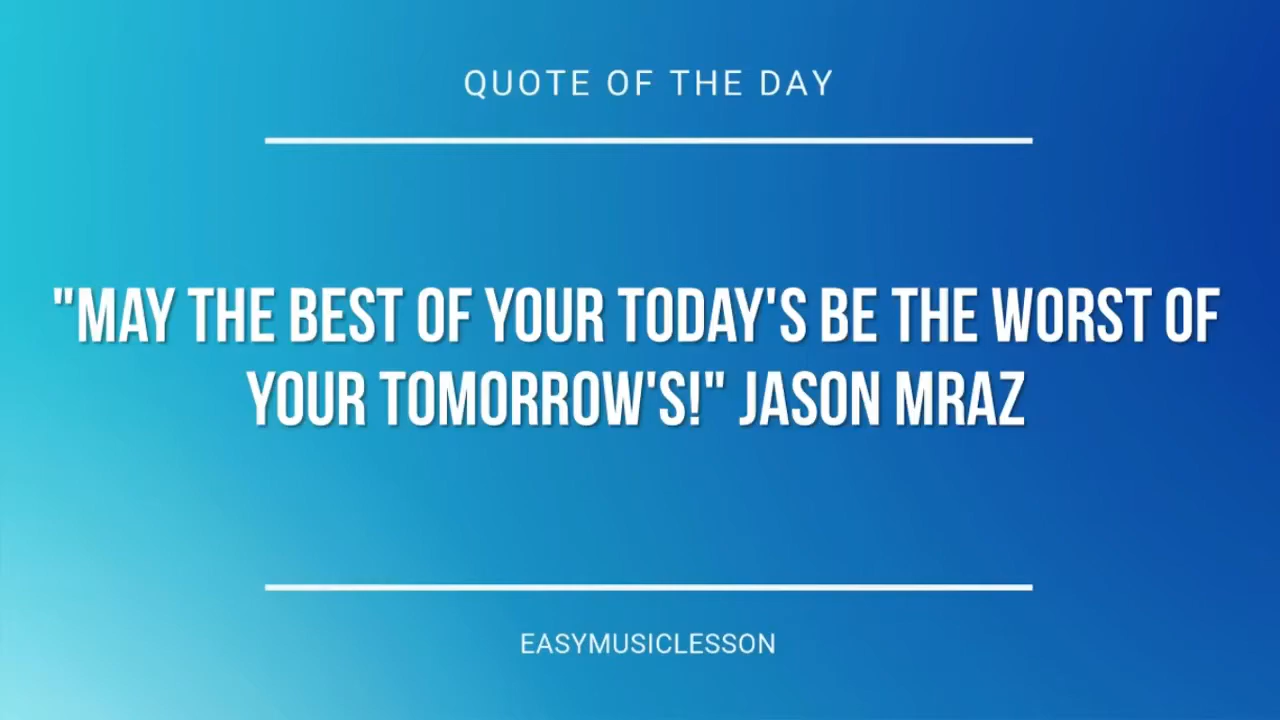 QUOTE OF THE DAY
"MAY THE BEST OF YOUR TODAY'S BE THE WORST OF
YOUR TOMORROW'S!" JASON MRAZ
EASYMUSICLESSON